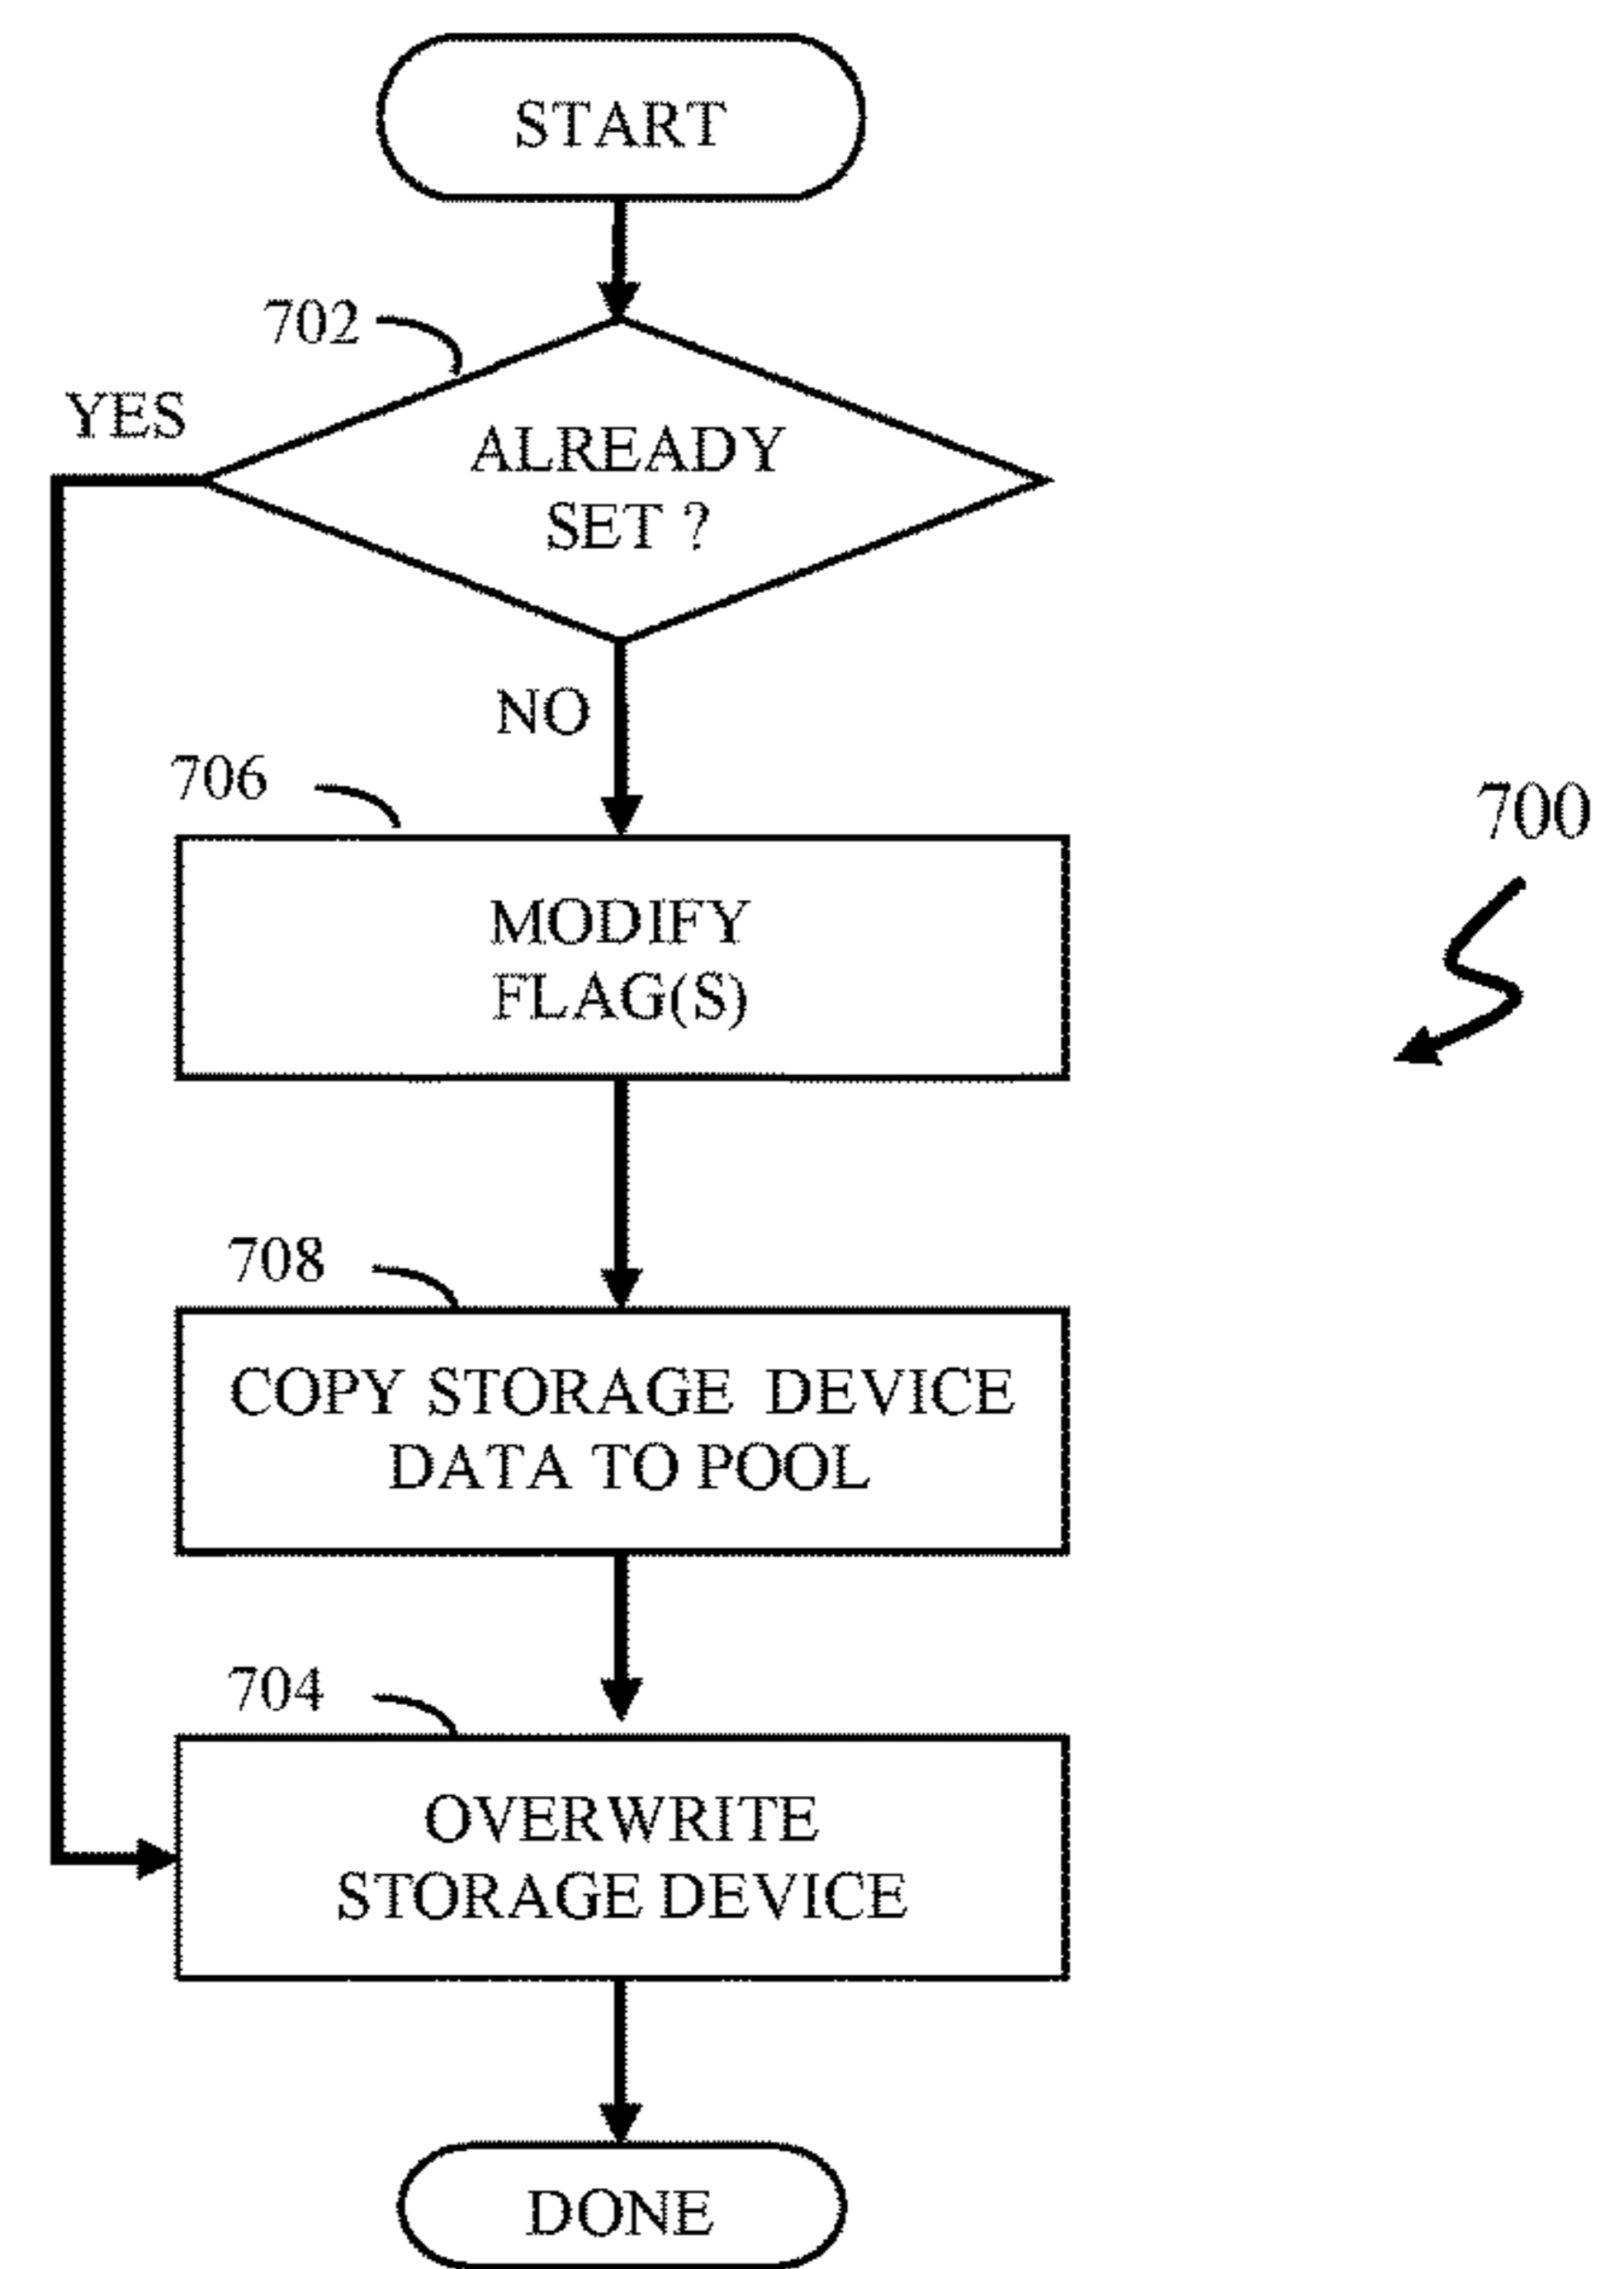 START
702
YES
ALREADY
SET ?
NO
706
700
MODIFY
FLAG(S)
708
COPY STORAGE DEVICE
DATA TO POOL
704
OVERWRITE
STORAGE DEVICE
DONE